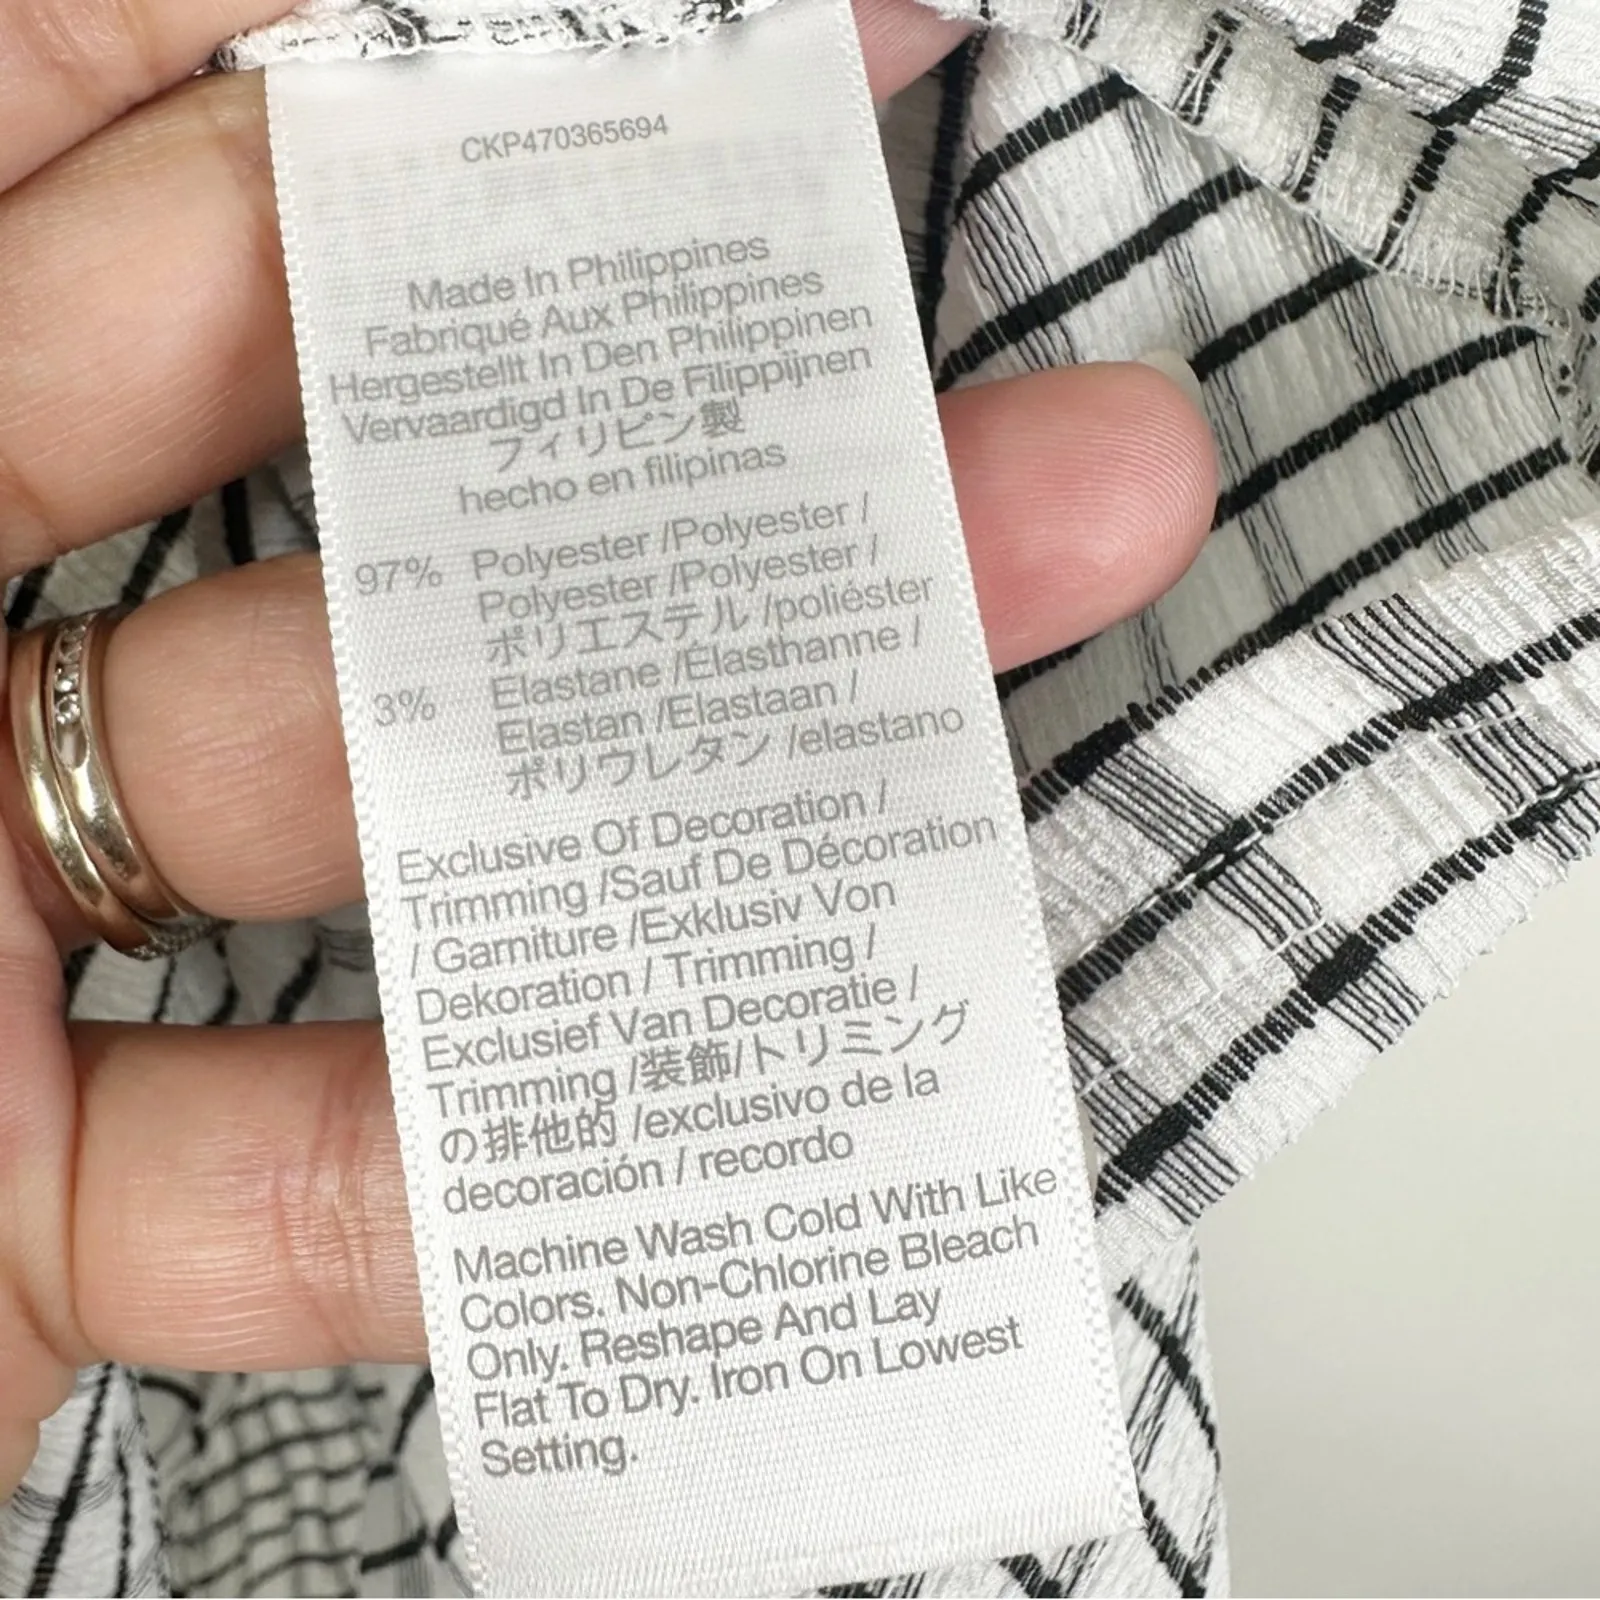 CKP470365694
Made In Philippines
Fabriqué Aux Philippines
Hergestellt In Den Philippinen
Vervaardigd In De Filippijnen
フィリピン製
hecho en filipinas
97% Polyester /Polyester /
Polyester /Polyester /
ポリエステル /poliéster
3% Elastane /Élasthanne /
Elastan /Elastaan /
ポリウレタン /elastano
Exclusive Of Decoration /
Trimming /Sauf De Décoration
/ Garniture /Exklusiv Von
Dekoration / Trimming /
Exclusief Van Decoratie /
Trimming /装飾/トリミング
の排他的 /exclusivo de la
decoración / recordo
Machine Wash Cold With Like
Colors. Non-Chlorine Bleach
Only. Reshape And Lay
Flat To Dry. Iron On Lowest
Setting.